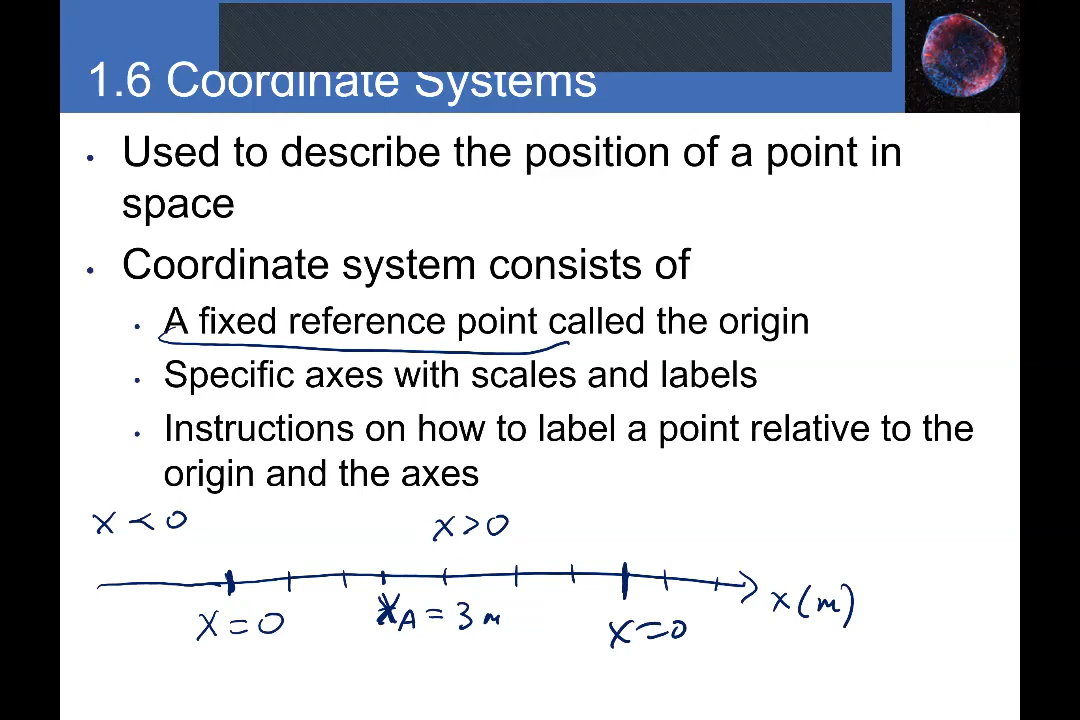 1.6 Coordinate Systems
• Used to describe the position of a point in
space
• Coordinate system consists of
• A fixed reference point called the origin
• Specific axes with scales and labels
• Instructions on how to label a point relative to the
origin and the axes
x < 0 x > 0
x (m)
x = 0 x_A = 3 m x = 0